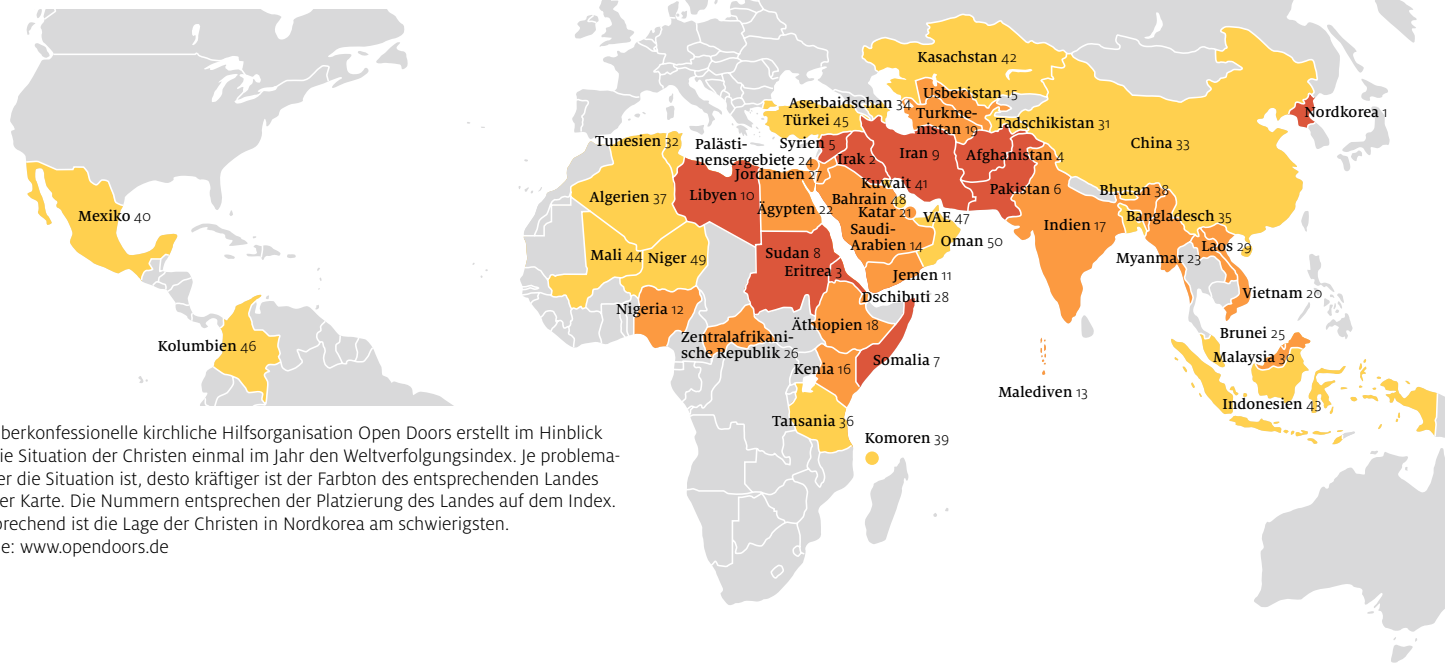 Kasachstan 42
Usbekistan 15
Aserbaidschan 34
Turkme-
nistan 19
Türkei 45
Tadschikistan 31
Nordkorea 1
China 33
Tunesien 32
Palästi-
nensergebiete 24
Syrien 5
Irak 2
Iran 9
Afghanistan 4
Jordanien 27
Kuwait 41
Pakistan 6
Bhutan 38
Algerien 37
Libyen 10
Ägypten 22
Bahrain 48
Katar 21
VAE 47
Saudi-
Arabien 14
Oman 50
Indien 17
Bangladesch 35
Mexiko 40
Laos 29
Mali 44
Niger 49
Sudan 8
Eritrea 3
Jemen 11
Myanmar 23
Dschibuti 28
Vietnam 20
Nigeria 12
Äthiopien 18
Zentralafrikani-
sche Republik 26
Brunei 25
Kolumbien 46
Malaysia 30
Kenia 16
Somalia 7
Malediven 13
Indonesien 43
Tansania 36
Komoren 39
berkonfessionelle kirchliche Hilfsorganisation Open Doors erstellt im Hinblick
ie Situation der Christen einmal im Jahr den Weltverfolgungsindex. Je problema-
er die Situation ist, desto kräftiger ist der Farbton des entsprechenden Landes
er Karte. Die Nummern entsprechen der Platzierung des Landes auf dem Index.
prechend ist die Lage der Christen in Nordkorea am schwierigsten.
e: www.opendoors.de